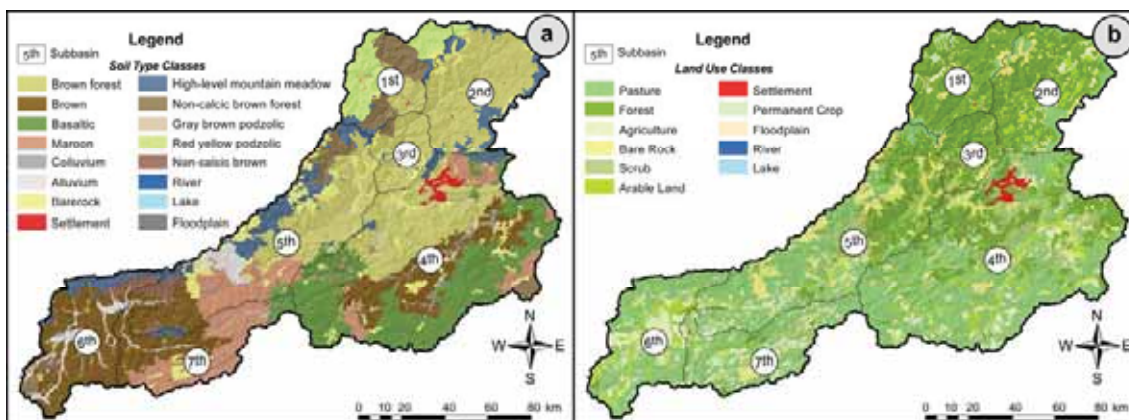 Legend
a
5th Subbasin
Soil Type Classes
Brown forest
Brown
Basaltic
Maroon
Colluvium
Alluvium
Barerock
Settlement
High-level mountain meadow
Non-calcic brown forest
Gray brown podzolic
Red yellow podzolic
Non-calsis brown
River
Lake
Floodplain
1st
2nd
3rd
5th
4th
6th
7th
N
W E
S
0 10 20 40 60 80 km
Legend
b
5th Subbasin
Land Use Classes
Pasture
Forest
Agriculture
Bare Rock
Scrub
Arable Land
Settlement
Permanent Crop
Floodplain
River
Lake
1st
2nd
3rd
5th
4th
6th
7th
N
W E
S
0 10 20 40 60 80 km